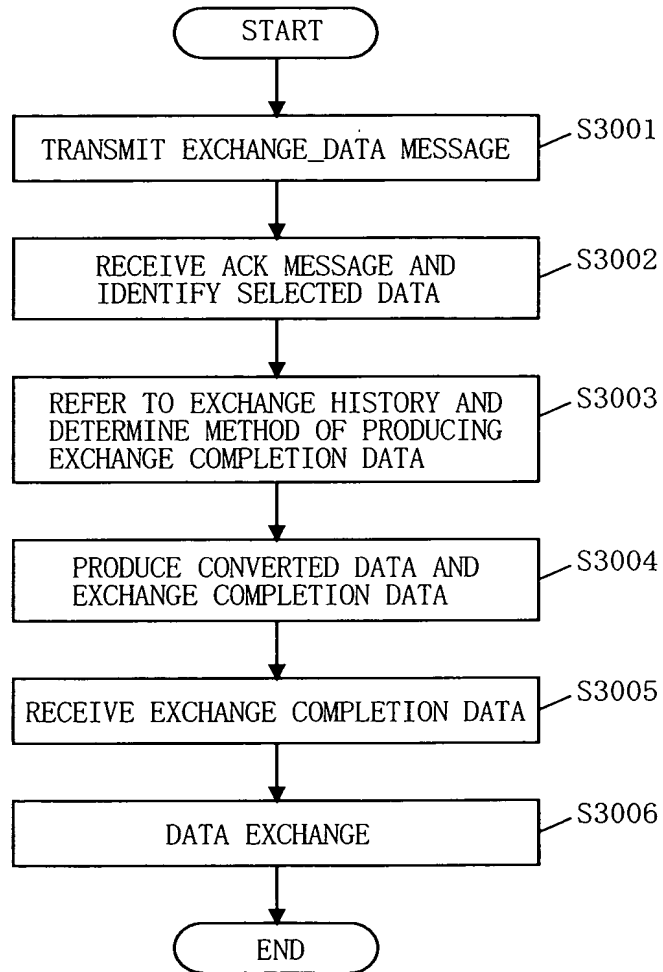 START
TRANSMIT EXCHANGE_DATA MESSAGE
S3001
RECEIVE ACK MESSAGE AND
IDENTIFY SELECTED DATA
S3002
REFER TO EXCHANGE HISTORY AND
DETERMINE METHOD OF PRODUCING
EXCHANGE COMPLETION DATA
S3003
PRODUCE CONVERTED DATA AND
EXCHANGE COMPLETION DATA
S3004
RECEIVE EXCHANGE COMPLETION DATA
S3005
DATA EXCHANGE
S3006
END